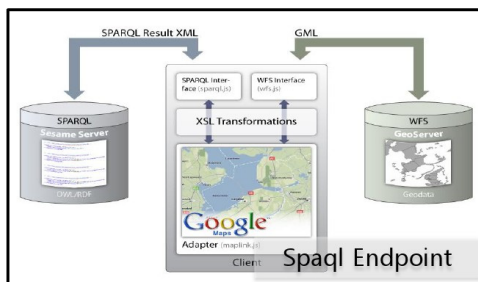 SPARQL Result XML
GML
SPARQL Inter-
face (sparql.js)
WFS Interface
(wfs.js)
XSL Transformations
SPARQL
Sesame Server
OWL/RDF
WFS
GeoServer
Geodata
Google
Maps
Adapter (maplink.js)
Client
Spaql Endpoint